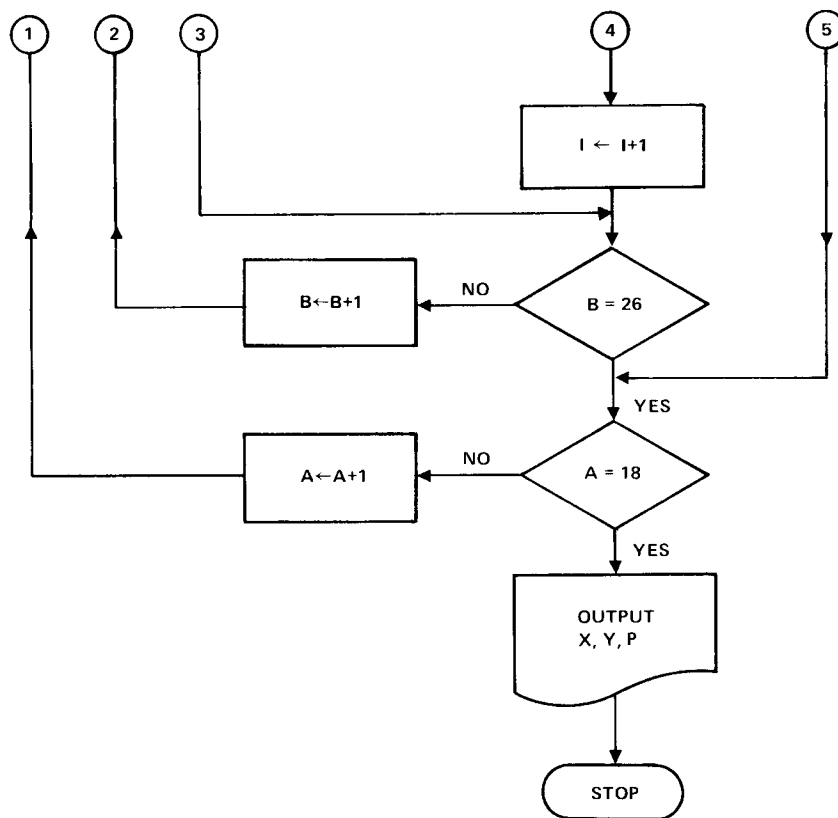 1
2
3
4
5
I ← I+1
B = 26
NO
B←B+1
YES
A = 18
NO
A←A+1
YES
OUTPUT
X, Y, P
STOP